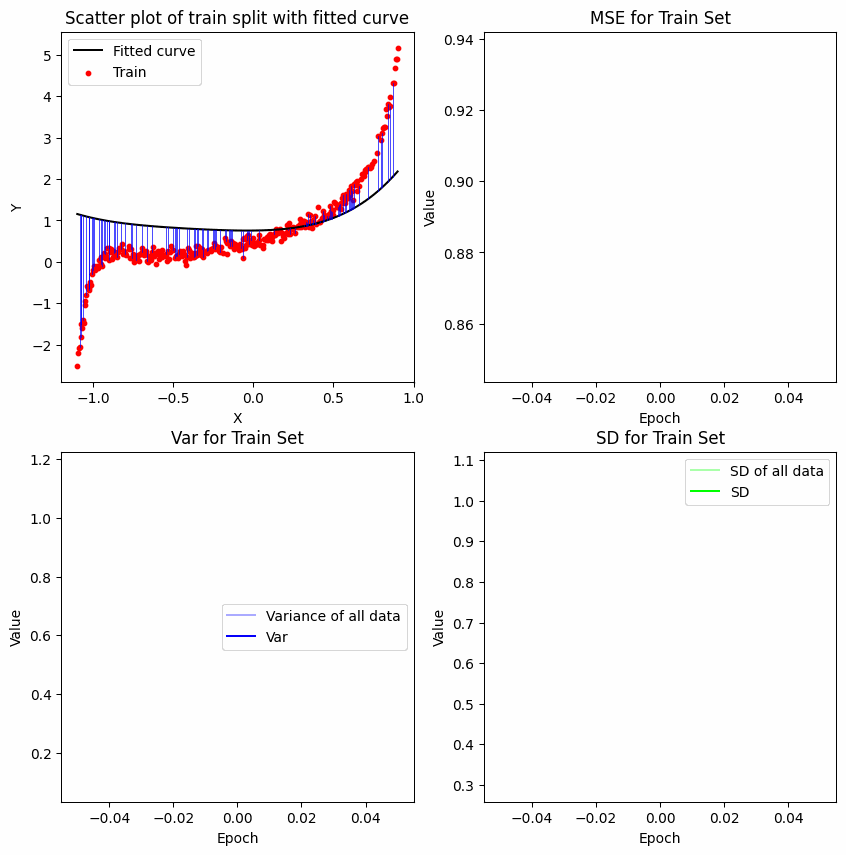 Scatter plot of train split with fitted curve
Fitted curve
Train
5
4
3
2
1
0
−1
−2
Y
−1.0 −0.5 0.0 0.5 1.0
X
MSE for Train Set
0.94
0.92
0.90
0.88
0.86
Value
−0.04 −0.02 0.00 0.02 0.04
Epoch
Var for Train Set
1.2
1.0
0.8
0.6
0.4
0.2
Value
Variance of all data
Var
−0.04 −0.02 0.00 0.02 0.04
Epoch
SD for Train Set
SD of all data
SD
1.1
1.0
0.9
0.8
0.7
0.6
0.5
0.4
0.3
Value
−0.04 −0.02 0.00 0.02 0.04
Epoch